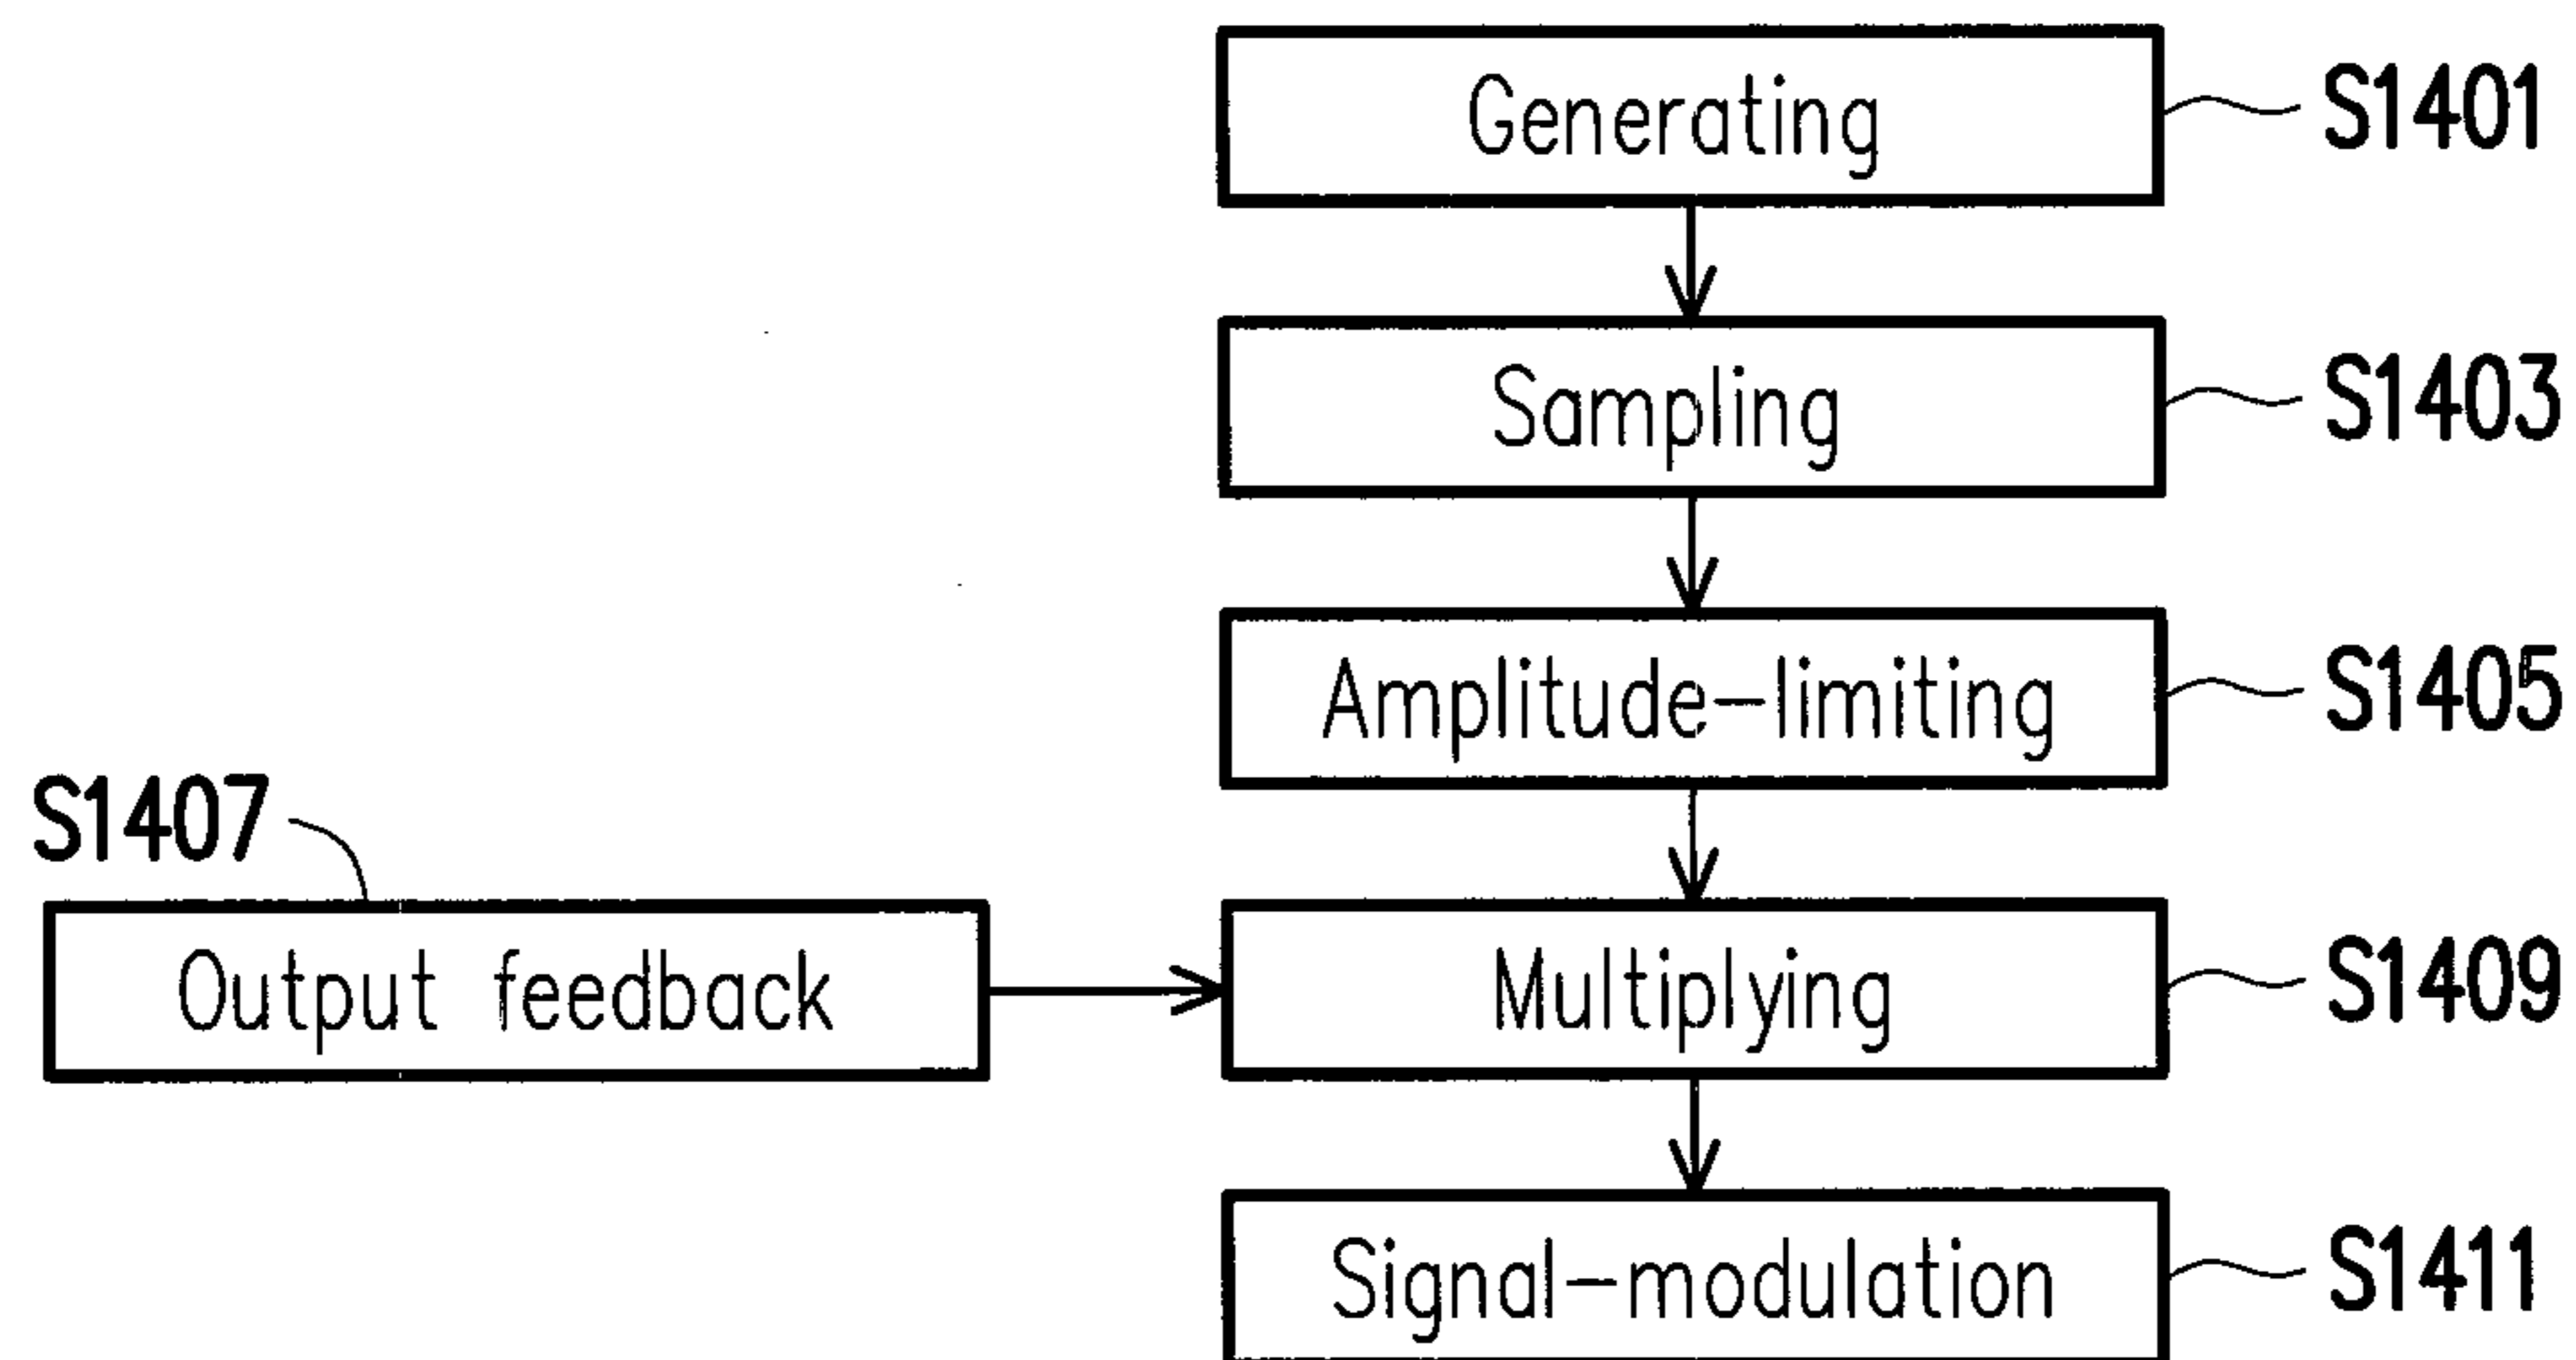 Generating
S1401
Sampling
S1403
Amplitude-limiting
S1405
S1407
Output feedback
Multiplying
S1409
Signal-modulation
S1411